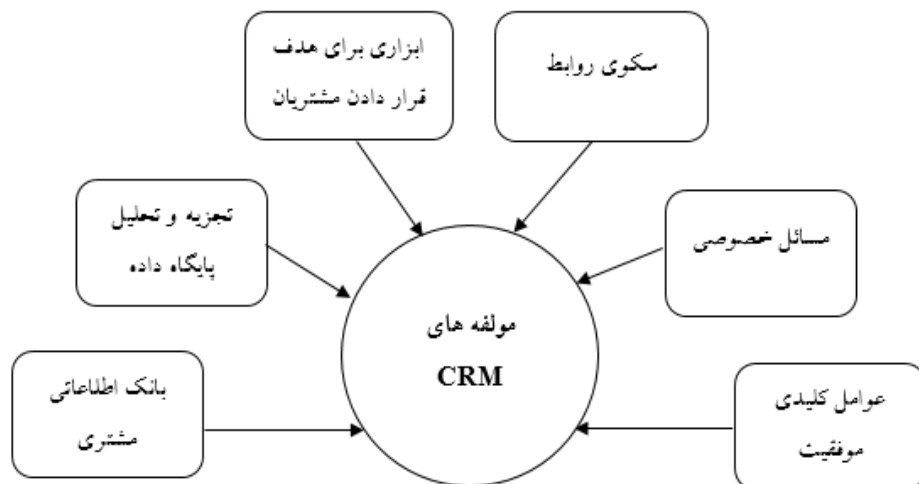 ابزاری برای هدف
قرار دادن مشتریان
سکوی روابط
تجزیه و تحلیل
پایگاه داده
مسائل خصوصی
مولفه های
CRM
بانک اطلاعاتی
مشتری
عوامل کلیدی
موفقیت